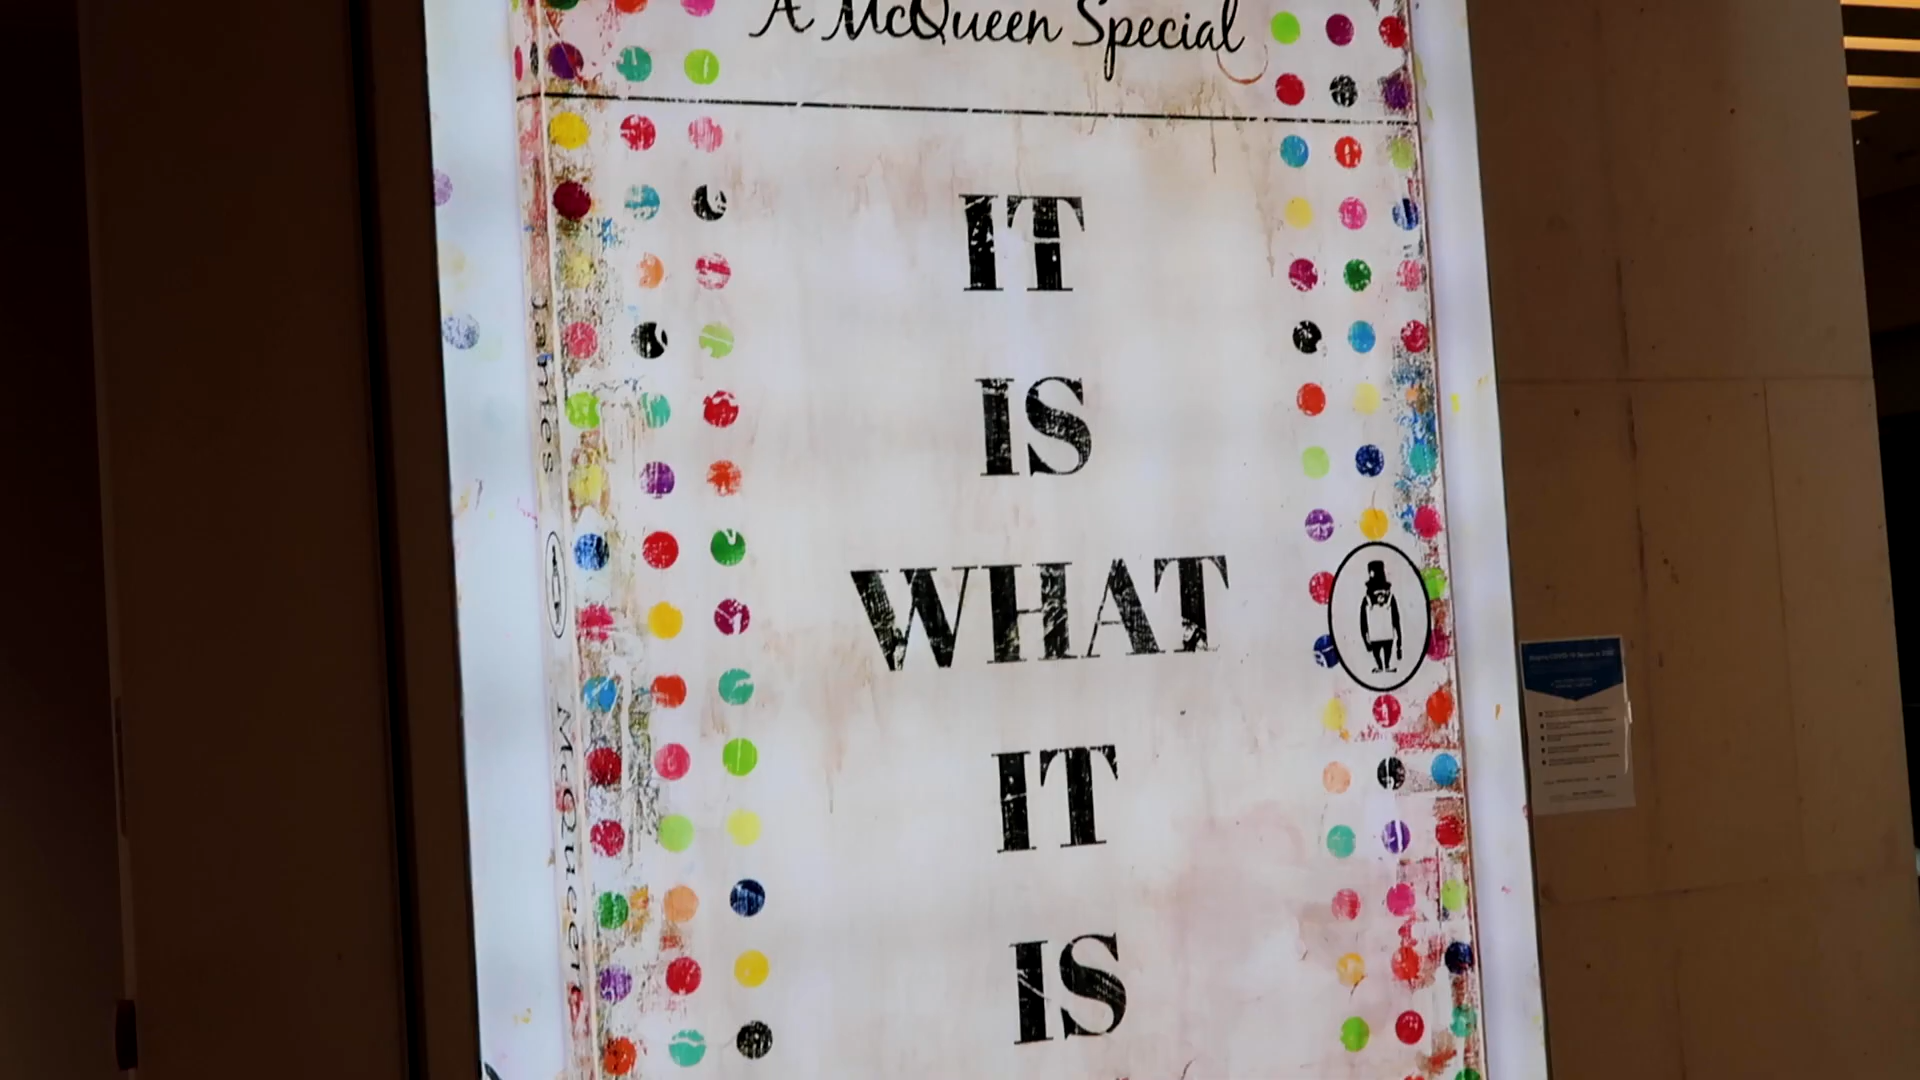 A McQueen Special
IT
IS
WHAT
IT
IS
James McQueen